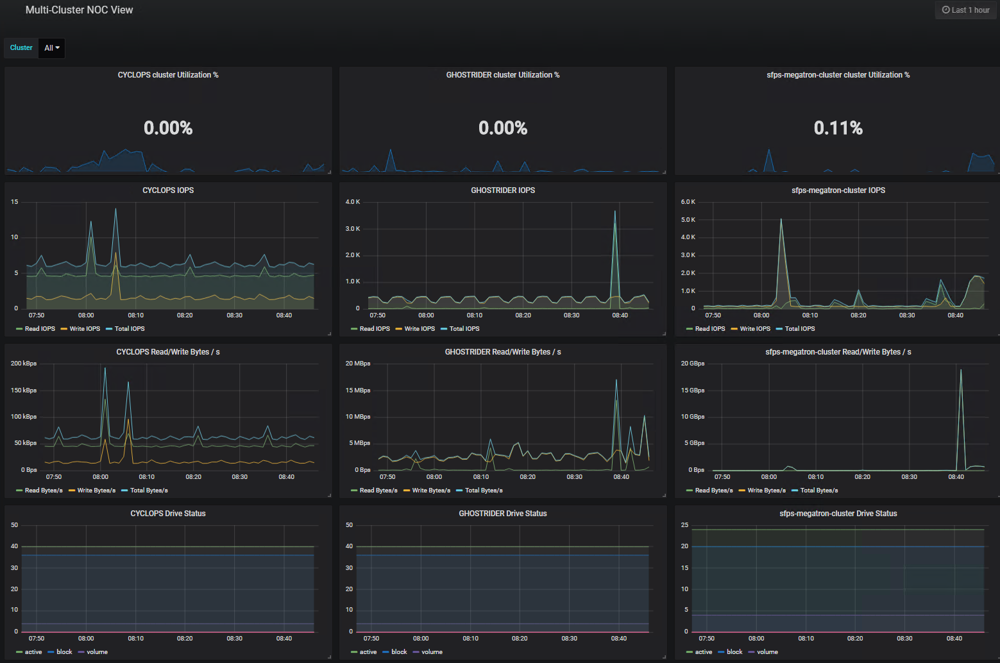 Multi-Cluster NOC View
Last 1 hour
Cluster All
CYCLOPS cluster Utilization %
0.00%
GHOSTRIDER cluster Utilization %
0.00%
sfps-megatron-cluster cluster Utilization %
0.11%
CYCLOPS IOPS
15
10
5
0
07:50 08:00 08:10 08:20 08:30 08:40
Read IOPS Write IOPS Total IOPS
GHOSTRIDER IOPS
4.0 K
3.0 K
2.0 K
1.0 K
0
07:50 08:00 08:10 08:20 08:30 08:40
Read IOPS Write IOPS Total IOPS
sfps-megatron-cluster IOPS
6.0 K
5.0 K
4.0 K
3.0 K
2.0 K
1.0 K
0
07:50 08:00 08:10 08:20 08:30 08:40
Read IOPS Write IOPS Total IOPS
CYCLOPS Read/Write Bytes / s
200 kBps
150 kBps
100 kBps
50 kBps
0 Bps
07:50 08:00 08:10 08:20 08:30 08:40
Read Bytes/s Write Bytes/s Total Bytes/s
GHOSTRIDER Read/Write Bytes / s
20 MBps
15 MBps
10 MBps
5 MBps
0 Bps
07:50 08:00 08:10 08:20 08:30 08:40
Read Bytes/s Write Bytes/s Total Bytes/s
sfps-megatron-cluster Read/Write Bytes / s
20 GBps
15 GBps
10 GBps
5 GBps
0 Bps
07:50 08:00 08:10 08:20 08:30 08:40
Read Bytes/s Write Bytes/s Total Bytes/s
CYCLOPS Drive Status
50
40
30
20
10
0
07:50 08:00 08:10 08:20 08:30 08:40
active block volume
GHOSTRIDER Drive Status
50
40
30
20
10
0
07:50 08:00 08:10 08:20 08:30 08:40
active block volume
sfps-megatron-cluster Drive Status
25
20
15
10
5
0
07:50 08:00 08:10 08:20 08:30 08:40
active block volume